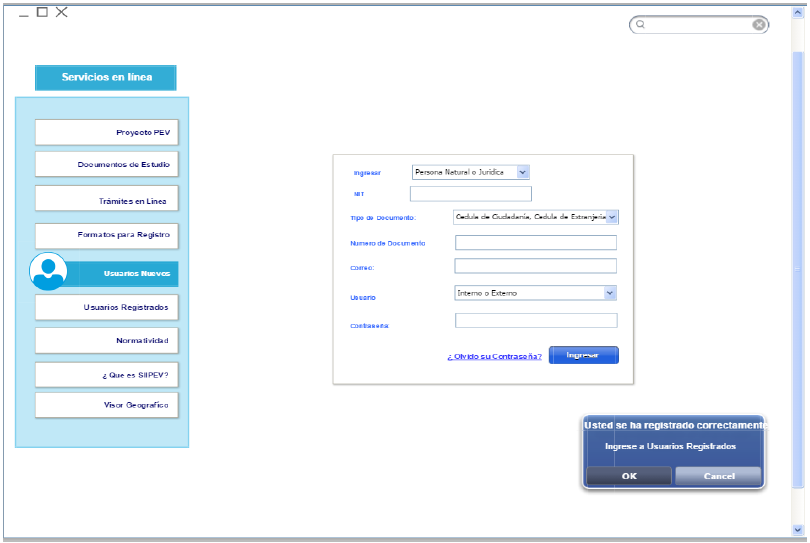 Servicios en línea
Proyecto PEV
Documentos de Estudio
Trámites en Linea
Formatos para Registro
Usuarios Nuevos
Usuarios Registrados
Normatividad
¿ Que es SIIPEV?
Visor Geografico
Ingresar
Persona Natural o Jurídica
NIT
Tipo de Documento:
Cedula de Ciudadanía, Cedula de Extranjeria
Numero de Documento
Correo:
Usuario
Interno o Externo
Contraseña:
¿ Olvido su Contraseña?
Ingresar
Usted se ha registrado correctamente
Ingrese a Usuarios Registrados
OK
Cancel